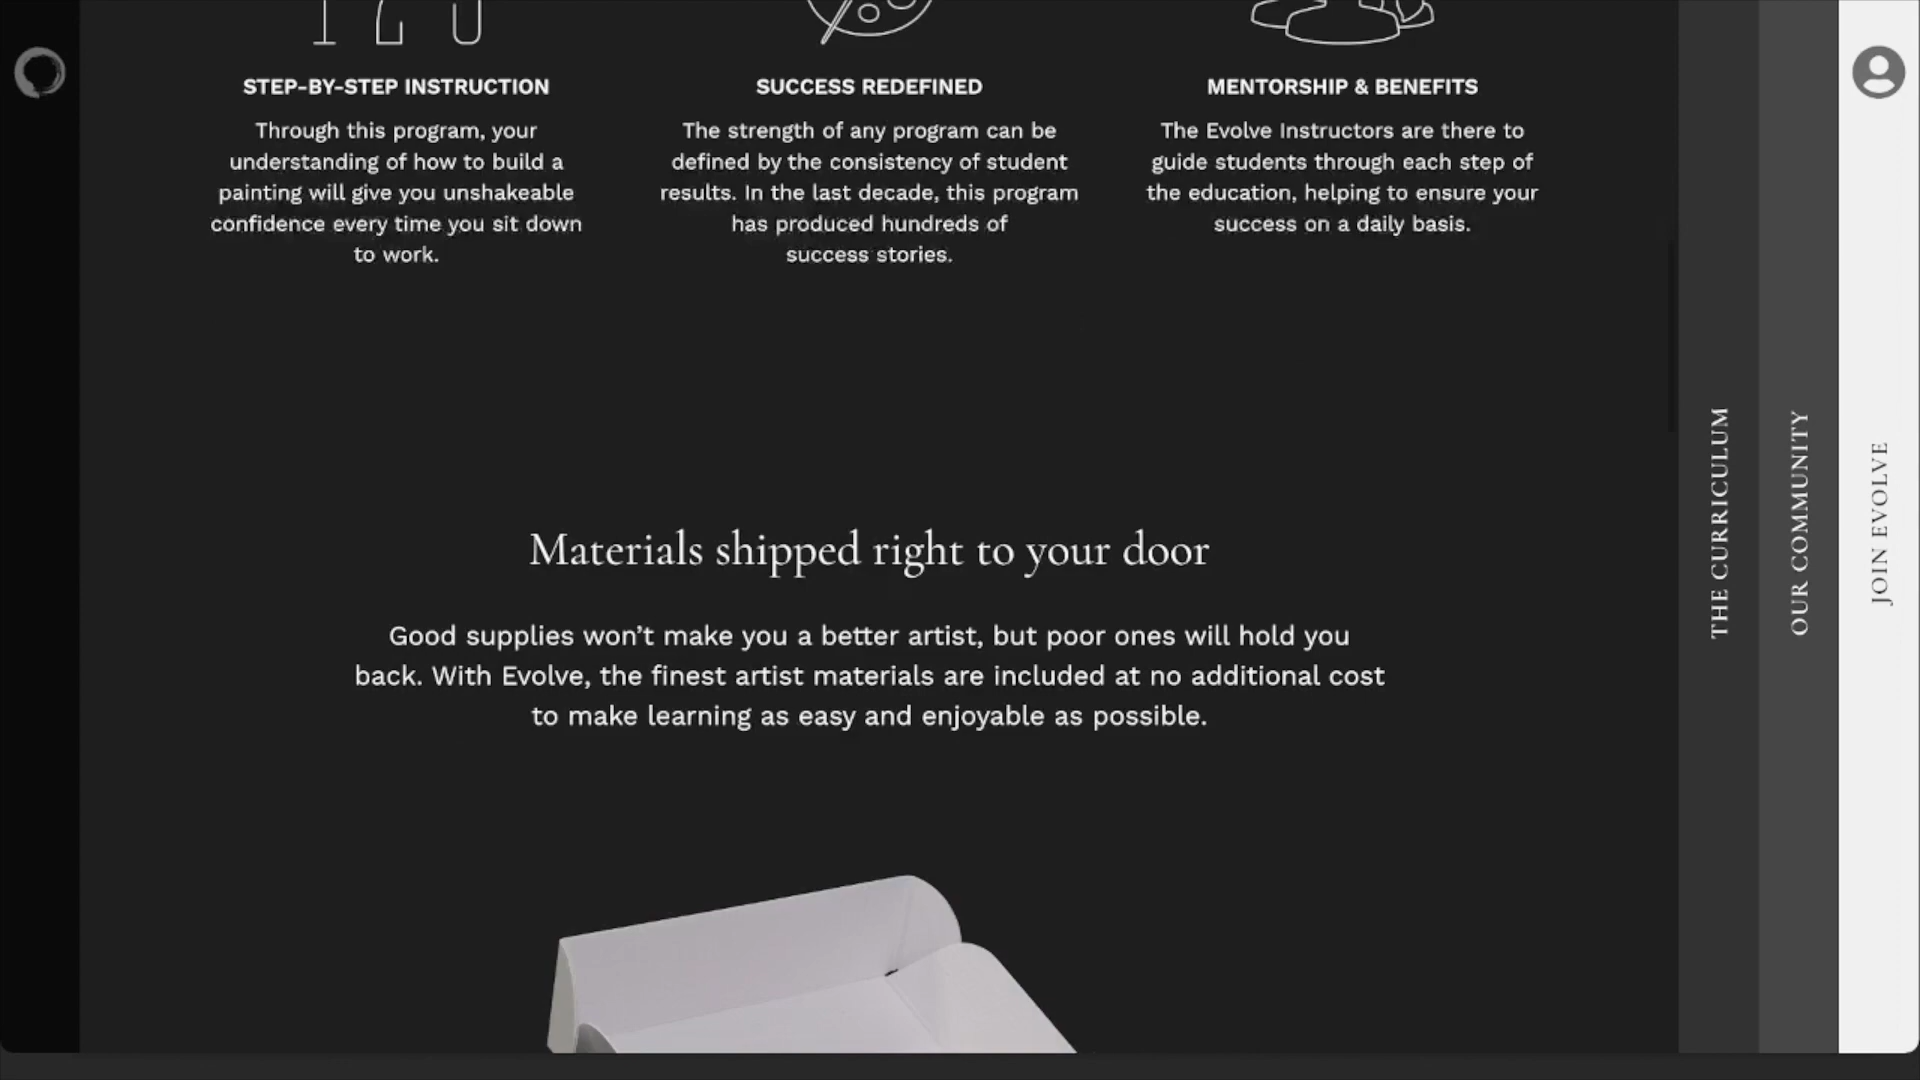 STEP-BY-STEP INSTRUCTION
Through this program, your
understanding of how to build a
painting will give you unshakeable
confidence every time you sit down
to work.
SUCCESS REDEFINED
The strength of any program can be
defined by the consistency of student
results. In the last decade, this program
has produced hundreds of
success stories.
MENTORSHIP & BENEFITS
The Evolve Instructors are there to
guide students through each step of
the education, helping to ensure your
success on a daily basis.
Materials shipped right to your door
Good supplies won’t make you a better artist, but poor ones will hold you
back. With Evolve, the finest artist materials are included at no additional cost
to make learning as easy and enjoyable as possible.
THE CURRICULUM
OUR COMMUNITY
JOIN EVOLVE